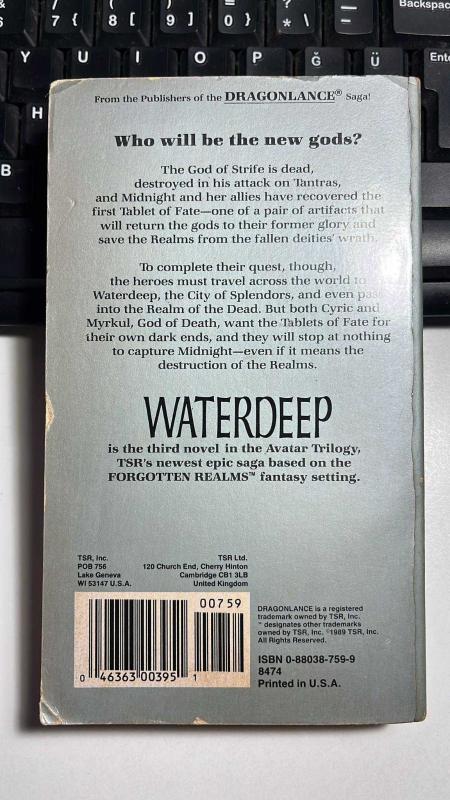 7 {
8 [
9 ]
0 }
?
* \
—
Backspac
Y U I O P Ğ Ü
Ent
H
B
From the Publishers of the DRAGONLANCE® Saga!
Who will be the new gods?
The God of Strife is dead,
destroyed in his attack on Tantras,
and Midnight and her allies have recovered the
first Tablet of Fate—one of a pair of artifacts that
will return the gods to their former glory and
save the Realms from the fallen deities' wrath.
To complete their quest, though,
the heroes must travel across the world to
Waterdeep, the City of Splendors, and even pass
into the Realm of the Dead. But both Cyric and
Myrkul, God of Death, want the Tablets of Fate for
their own dark ends, and they will stop at nothing
to capture Midnight—even if it means the
destruction of the Realms.
WATERDEEP
is the third novel in the Avatar Trilogy,
TSR's newest epic saga based on the
FORGOTTEN REALMS™ fantasy setting.
TSR, Inc.
POB 756
Lake Geneva
WI 53147 U.S.A.
TSR Ltd.
120 Church End, Cherry Hinton
Cambridge CB1 3LB
United Kingdom
00759
0 46363 00395 1
DRAGONLANCE is a registered
trademark owned by TSR, Inc.
™ designates other trademarks
owned by TSR, Inc. ©1989 TSR, Inc.
All Rights Reserved.
ISBN 0-88038-759-9
8474
Printed in U.S.A.